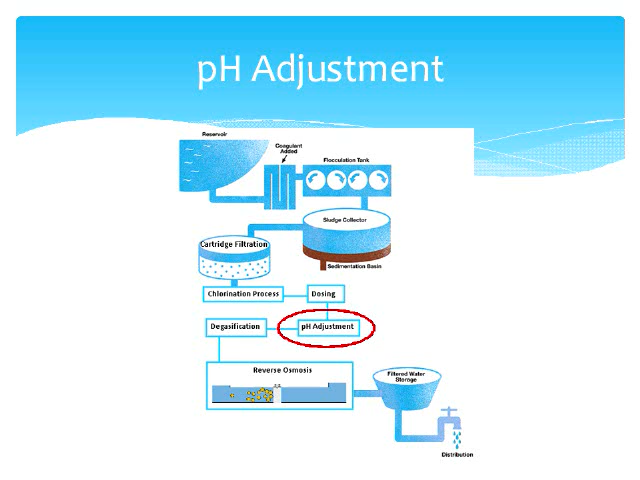 pH Adjustment
Reservoir
Coagulant
Added
Flocculation Tank
Sludge Collector
Cartridge Filtration
Sedimentation Basin
Chlorination Process
Dosing
Degasification
pH Adjustment
Reverse Osmosis
Filtered Water
Storage
Distribution